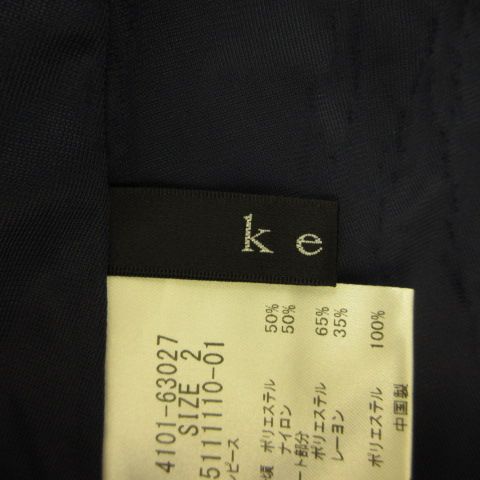 k e
4101-63027
SIZE 2
5111110-01
ンピース
ポリエステル 50%
ナイロン 50%
ート部分
ポリエステル 65%
レーヨン 35%
ポリエステル 100%
中国製